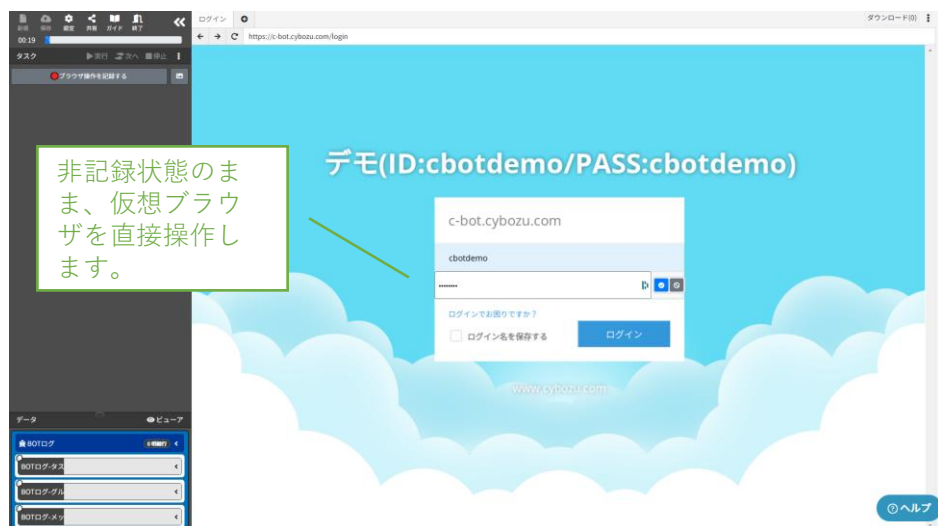 新規 保存 設定 共有 ガイド 終了
00:19
タスク
実行 次へ 停止
ブラウザ操作を記録する
ログイン
ダウンロード(0)
https://c-bot.cybozu.com/login
非記録状態のま
ま、仮想ブラウ
ザを直接操作し
ます。
デモ(ID:cbotdemo/PASS:cbotdemo)
c-bot.cybozu.com
cbotdemo
ログインでお困りですか?
ログイン名を保存する
ログイン
www.cybozu.com
データ
ビューア
BOTログ
BOTログ-タス
BOTログ-グル
BOTログ-メッ
ヘルプ